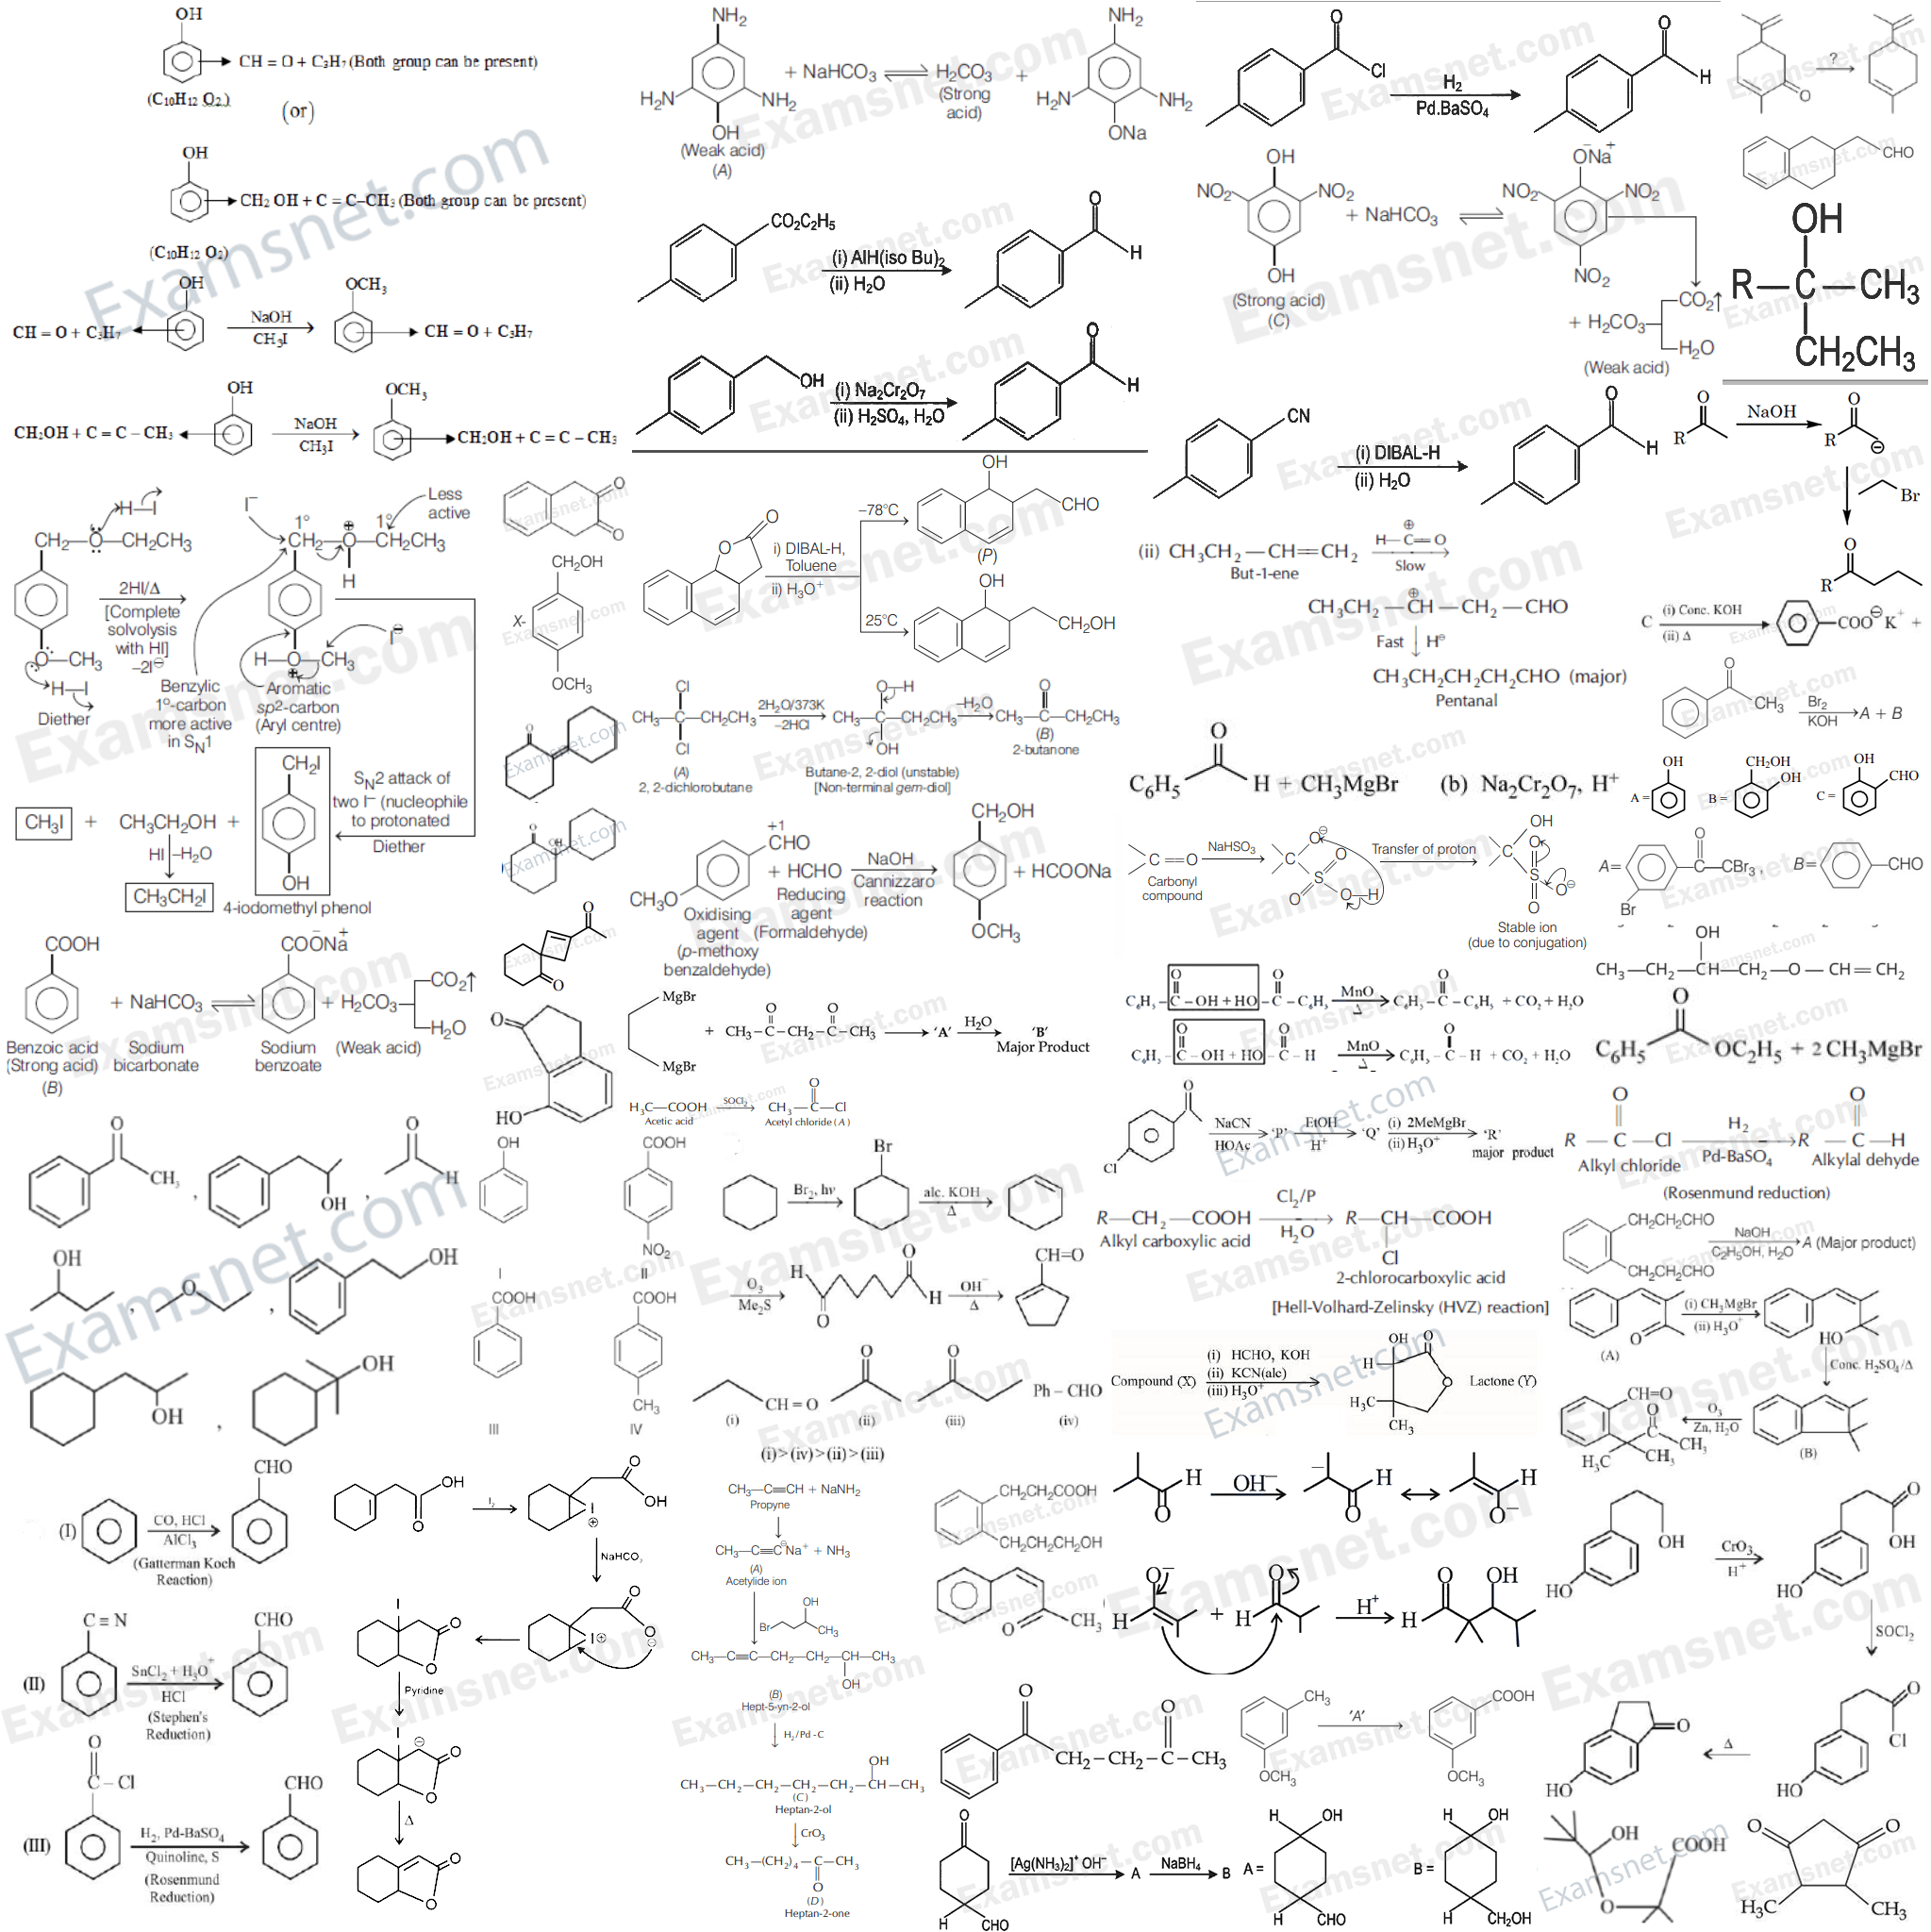 OH
CH = O + C3H7 (Both group can be present)
(C10H12 O2)
(or)
OH
CH2 OH + C = C–CH3 (Both group can be present)
(C10H12 O2)
OH
OCH3
CH = O + C3H7
NaOH
CH3I
CH = O + C3H7
OH
OCH3
CH2OH + C = C – CH3
NaOH
CH3I
CH2OH + C = C – CH3
NH2
NH2
H2N
NH2
+ NaHCO3 ⇌ H2CO3 +
(Strong acid)
OH
(Weak acid)
(A)
H2N
NH2
ONa
CO2C2H5
(i) AlH(iso Bu)2
(ii) H2O
O
H
OH
(i) Na2Cr2O7
(ii) H2SO4, H2O
O
H
O
Cl
H2
Pd.BaSO4
O
H
?
O
CHO
OH
NO2
NO2
+ NaHCO3 ⇌
OH
(Strong acid)
(C)
ŌNa+
NO2
NO2
NO2
CO2↑
+ H2CO3
H2O
(Weak acid)
OH
R–C–CH3
CH2CH3
CN
(i) DIBAL-H
(ii) H2O
O
H
O
R
NaOH
O
R
⊖
Br
O
R
H–I
CH2–O–CH2CH3
2HI/Δ
[Complete
solvolysis
with HI]
–2I⊖
O–CH3
H–I
Diether
I–
1°
1°
Less
active
CH2–O–CH2CH3
H
I⊖
H–O–CH3
Benzylic
1°-carbon
more active
in SN1
Aromatic
sp2-carbon
(Aryl centre)
CH2I
OH
SN2 attack of
two I– (nucleophile
to protonated
Diether
CH3I + CH3CH2OH +
HI –H2O
CH3CH2I
4-iodomethyl phenol
O
O
CH2OH
X-
OCH3
O
O
i) DIBAL-H,
Toluene
ii) H3O+
–78°C
OH
CHO
(P)
25°C
OH
CH2OH
(ii) CH3CH2—CH=CH2
But-1-ene
H–C=O
Slow
CH3CH2—CH—CH2—CHO
Fast
H⊖
CH3CH2CH2CH2CHO (major)
Pentanal
C
(i) Conc. KOH
(ii) Δ
COO⊖K+ +
O
CH3
Br2
KOH
A + B
Cl
CH3–C–CH2CH3
Cl
(A)
2, 2-dichlorobutane
2H2O/373K
–2HCl
O–H
CH3–C–CH2CH3
OH
Butane-2, 2-diol (unstable)
[Non-terminal gem-diol]
–H2O
O
CH3–C–CH2CH3
(B)
2-butanone
O
C6H5
H + CH3MgBr
(b) Na2Cr2O7, H+
OH
A =
CH2OH
OH
B =
OH
CHO
C =
O
O
OH
+1
CHO
CH3O
+ HCHO
NaOH
Cannizzaro
reaction
Oxidising
agent
(p-methoxy
benzaldehyde)
Reducing
agent
(Formaldehyde)
CH2OH
OCH3
+ HCOONa
C=O
Carbonyl
compound
NaHSO3
Transfer of proton
OH
Stable ion
(due to conjugation)
A=
O
CBr3,
Br
B=
CHO
O
O
COOH
+ NaHCO3 ⇌
COŌNa+
+ H2CO3
CO2↑
H2O
Benzoic acid
(Strong acid)
(B)
Sodium
bicarbonate
Sodium
benzoate
(Weak acid)
O
HO
MgBr
MgBr
+ CH3–C–CH2–C–CH3
'A'
H2O
'B'
Major Product
C6H5–C–OH + HO–C–C6H5
MnO
Δ
C6H5–C–C6H5 + CO2 + H2O
C6H5–C–OH + HO–C–H
MnO
Δ
C6H5–C–H + CO2 + H2O
OH
CH3—CH2—CH—CH2—O—CH=CH2
O
C6H5
OC2H5 + 2 CH3MgBr
H3C–COOH
Acetic acid
SOCl2
O
CH3–C–Cl
Acetyl chloride (A)
Cl
NaCN
HOAc
'P'
EtOH
H+
'Q'
(i) 2MeMgBr
(ii) H3O+
'R'
major product
O
R—C—Cl
Alkyl chloride
H2
Pd-BaSO4
O
R—C—H
Alkylal dehyde
(Rosenmund reduction)
O
CH3 ,
OH ,
O
H
OH ,
O ,
OH
OH ,
OH
OH
I
COOH
NO2
II
COOH
III
COOH
CH3
IV
Br2, hν
Br
alc. KOH
Δ
O3
Me2S
H
O
O
H
OH–
Δ
CH=O
R—CH2—COOH
Alkyl carboxylic acid
Cl2/P
H2O
R—CH—COOH
Cl
2-chlorocarboxylic acid
[Hell-Volhard-Zelinsky (HVZ) reaction]
CH2CH2CHO
CH2CH2CHO
NaOH
C2H5OH, H2O
A (Major product)
O
(A)
(i) CH3MgBr
(ii) H3O+
HO
Conc. H2SO4/Δ
(B)
O3
Zn, H2O
CH=O
O
CH3
CH3
H3C
CH=O
(i)
O
(ii)
O
(iii)
Ph – CHO
(iv)
(i) > (iv) > (ii) > (iii)
Compound (X)
(i) HCHO, KOH
(ii) KCN(alc)
(iii) H3O+
OH
O
H
O
H3C
CH3
Lactone (Y)
(I)
CO, HCl
AlCl3
(Gatterman Koch
Reaction)
CHO
(II)
C≡N
SnCl2 + H3O+
HCl
(Stephen's
Reduction)
CHO
(III)
O
C–Cl
H2, Pd-BaSO4
Quinoline, S
(Rosenmund
Reduction)
CHO
OH
O
I2
O
OH
I
⊕
NaHCO3
O
O
⊖
I⊕
I
O
O
Pyridine
I
⊖
O
O
Δ
O
O
CH3—C≡CH + NaNH2
Propyne
CH3—C≡C⊖Na+ + NH3
(A)
Acetylide ion
OH
Br
CH3
CH3—C=C—CH2—CH2—CH—CH3
OH
(B)
Hept-5-yn-2-ol
H2/Pd-C
OH
CH3—CH2—CH2—CH2—CH2—CH—CH3
(C)
Heptan-2-ol
CrO3
CH3—(CH2)4—C—CH3
O
(D)
Heptan-2-one
CH2CH2COOH
CH2CH2CH2OH
O
CH3
H
O
OH–
H
O
H
O–
O–
H
+
O
H
H+
O
OH
H
OH
HO
CrO3
H+
O
OH
HO
SOCl2
O
Cl
HO
Δ
O
HO
O
O
CH2–CH2
CH3
CH3
OCH3
'A'
COOH
OCH3
O
H
CHO
[Ag(NH3)2]+ OH–
A
NaBH4
B
A =
H
OH
H
CHO
B =
H
OH
H
CH2OH
OH
COOH
O
O
O
H3C
CH3
Examsnet.com